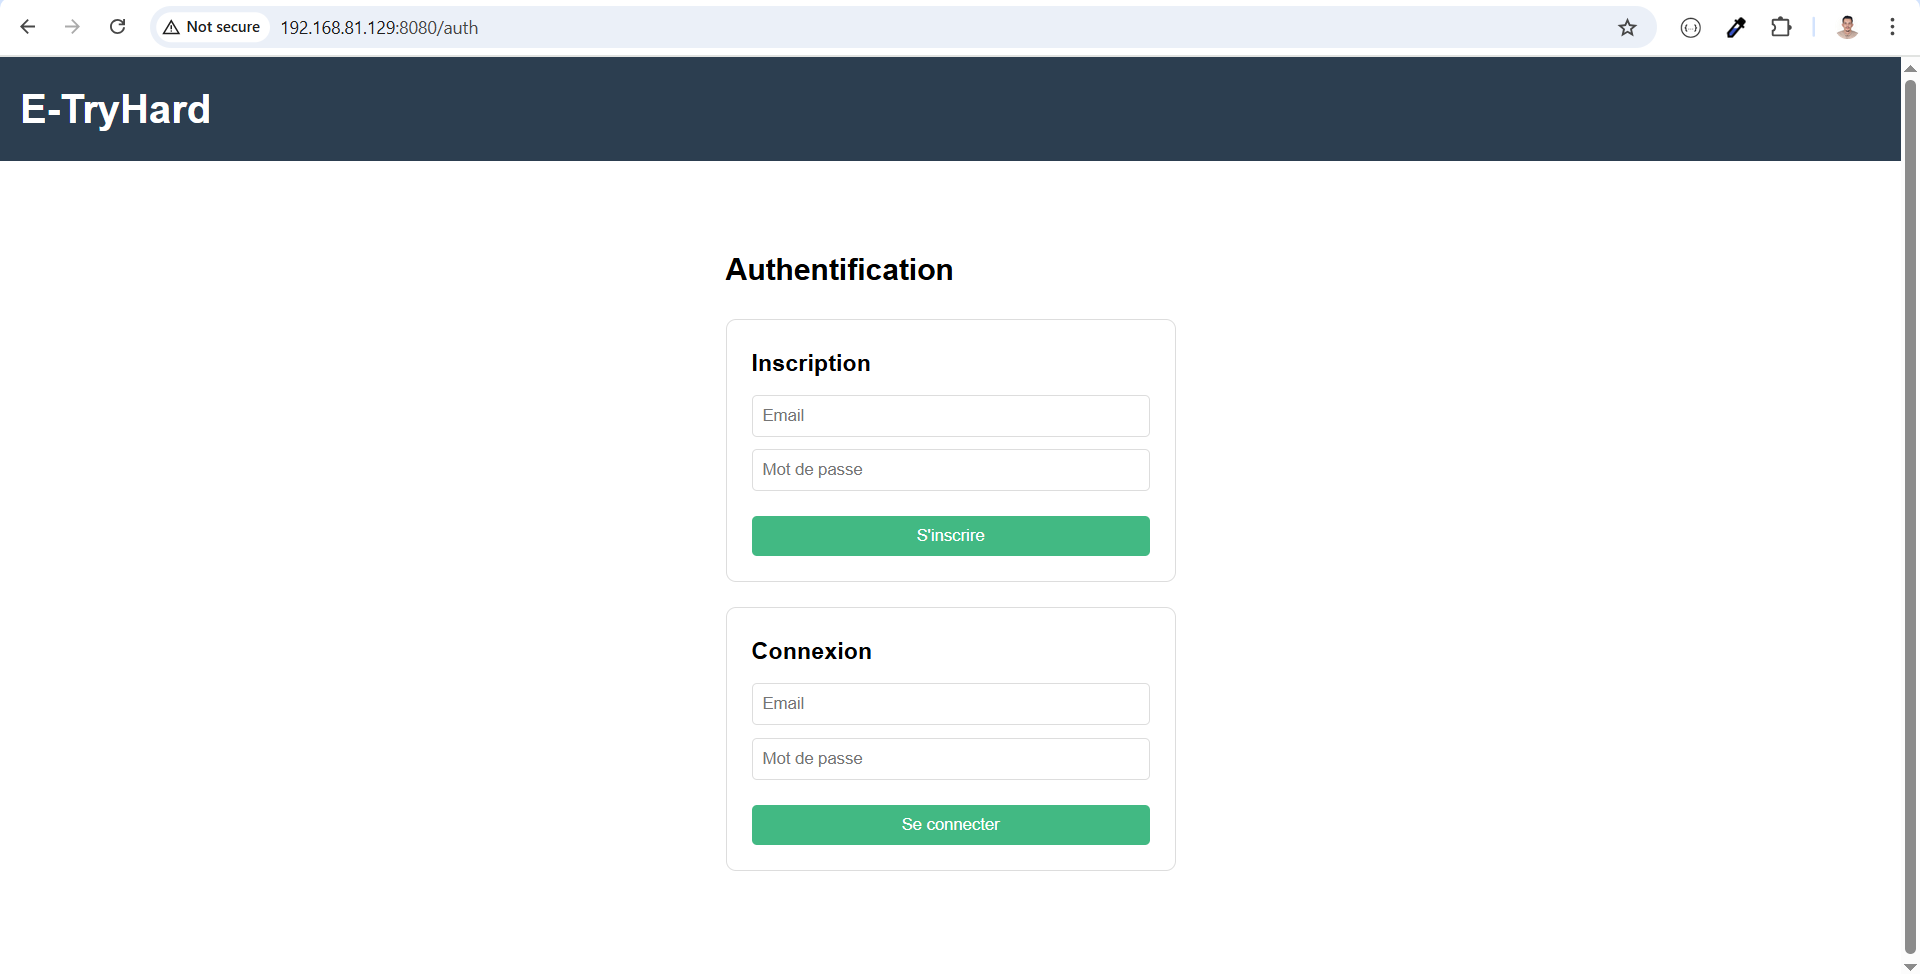 Not secure 192.168.81.129:8080/auth
E-TryHard
Authentification
Inscription
Email
Mot de passe
S'inscrire
Connexion
Email
Mot de passe
Se connecter